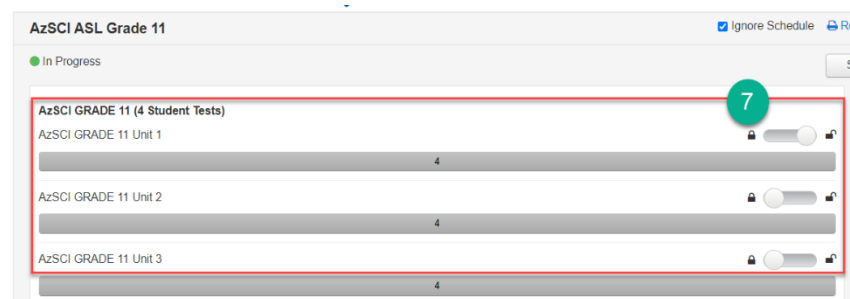 AzSCI ASL Grade 11
Ignore Schedule
In Progress
AzSCI GRADE 11 (4 Student Tests)
7
AzSCI GRADE 11 Unit 1
4
AzSCI GRADE 11 Unit 2
4
AzSCI GRADE 11 Unit 3
4